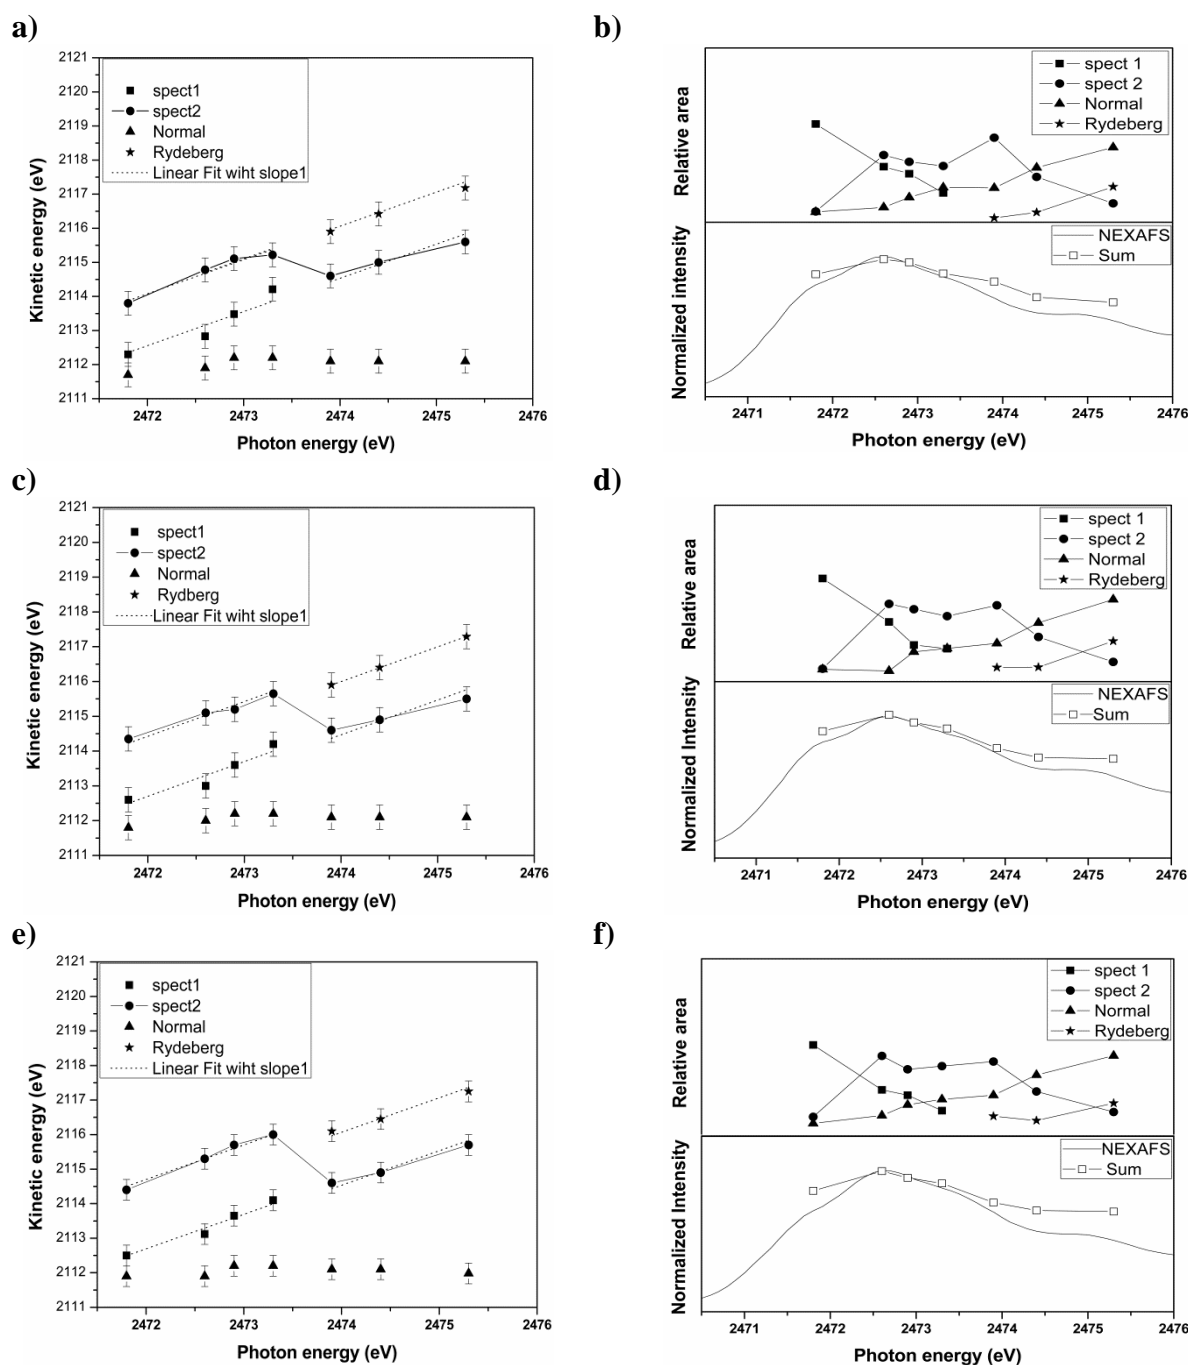 a)
2121
2120
2119
2118
2117
2116
2115
2114
2113
2112
2111
Kinetic energy (eV)
spect1
spect2
Normal
Rydeberg
Linear Fit wiht slope1
2472 2473 2474 2475 2476
Photon energy (eV)
b)
Relative area
spect 1
spect 2
Normal
Rydeberg
Normalized intensity
NEXAFS
Sum
2471 2472 2473 2474 2475 2476
Photon energy (eV)
c)
2121
2120
2119
2118
2117
2116
2115
2114
2113
2112
2111
Kinetic energy (eV)
spect1
spect2
Normal
Rydberg
Linear Fit wiht slope1
2472 2473 2474 2475 2476
Photon energy (eV)
d)
Relative area
spect 1
spect 2
Normal
Rydeberg
Normalized Intensity
NEXAFS
Sum
2471 2472 2473 2474 2475 2476
Photon energy (eV)
e)
2121
2120
2119
2118
2117
2116
2115
2114
2113
2112
2111
Kinetic energy (eV)
spect1
spect2
Normal
Rydeberg
Linear Fit wiht slope1
2472 2473 2474 2475 2476
Photon energy (eV)
f)
Relative area
spect 1
spect 2
Normal
Rydeberg
Normalized Intensity
NEXAFS
Sum
2471 2472 2473 2474 2475 2476
Photon energy (eV)